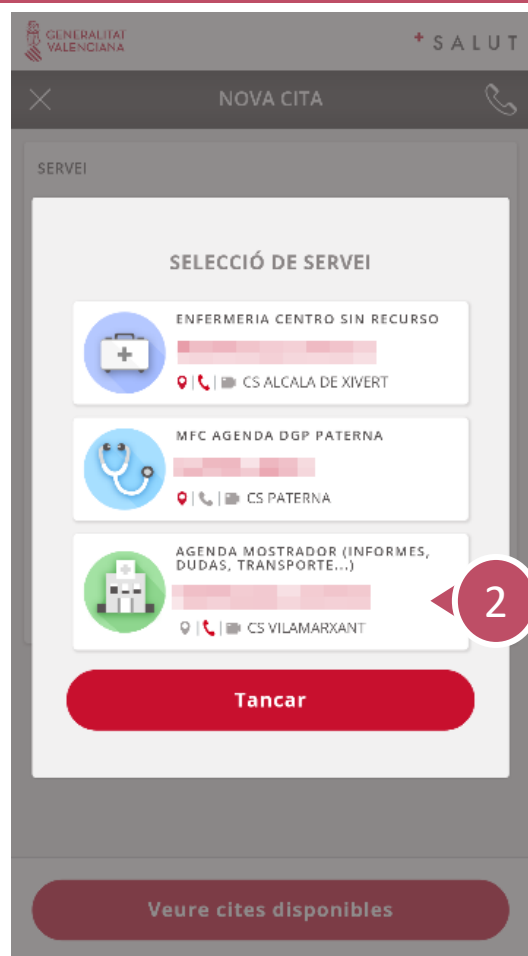 GENERALITAT
VALENCIANA
+SALUT
NOVA CITA
SERVEI
SELECCIÓ DE SERVEI
ENFERMERIA CENTRO SIN RECURSO
CS ALCALA DE XIVERT
MFC AGENDA DGP PATERNA
CS PATERNA
AGENDA MOSTRADOR (INFORMES,
DUDAS, TRANSPORTE...)
2
CS VILAMARXANT
Tancar
Veure cites disponibles